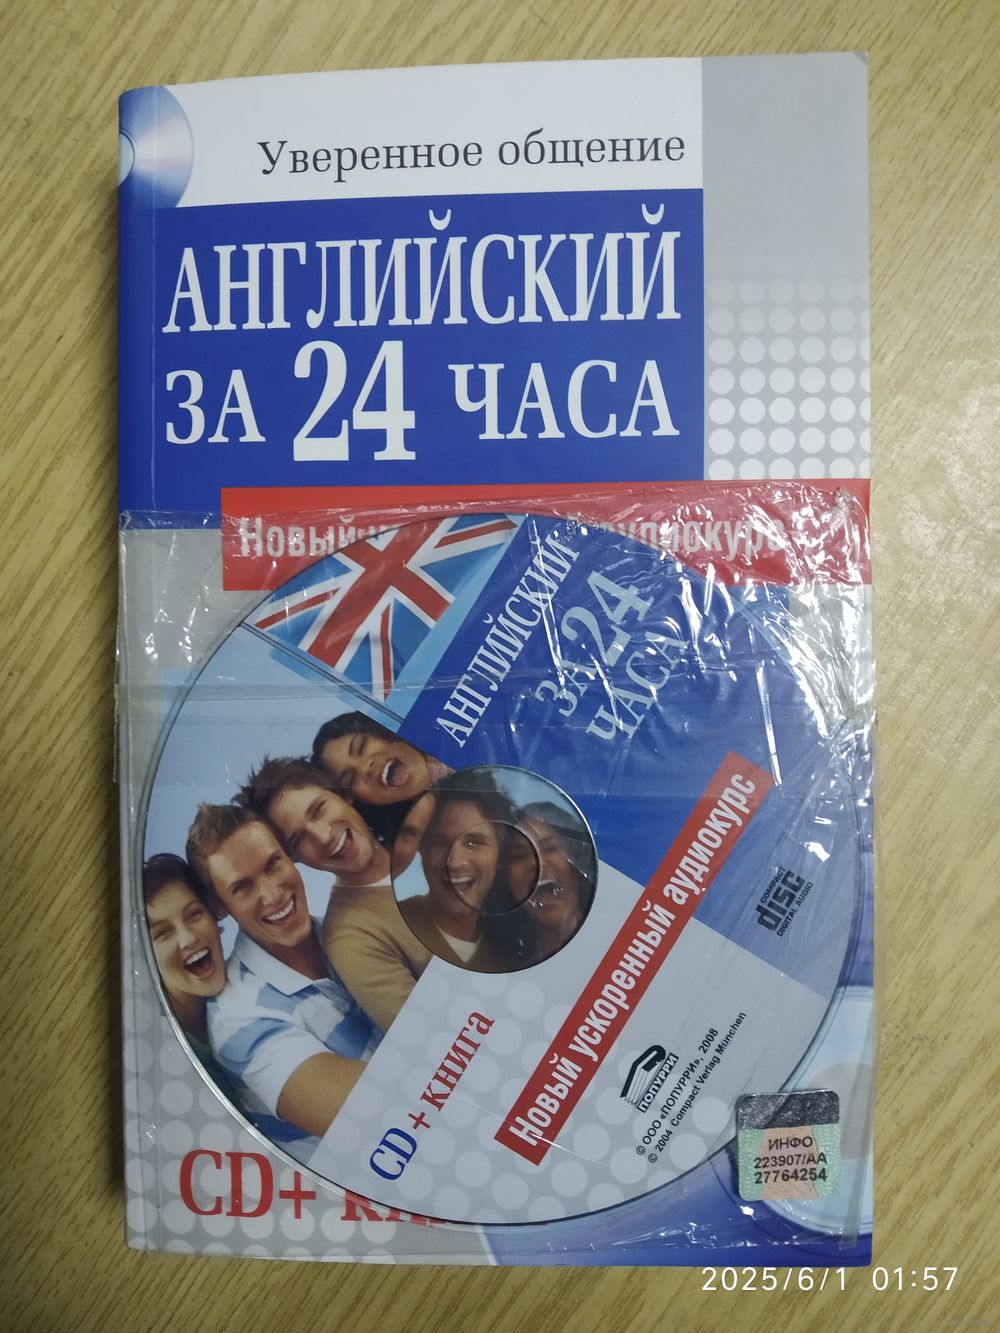 Уверенное общение
АНГЛИЙСКИЙ
ЗА 24 ЧАСА
Новый аудиокурс
АНГЛИЙСКИЙ
ЗА 24
ЧАСА
Новый ускоренный аудиокурс
COMPACT
disc
DIGITAL AUDIO
CD+ книга
ПОПУРРИ
© ООО «ПОПУРРИ», 2008
© 2004 Compact Verlag München
ИНФО
223907/АА
27764254
CD+
2025/6/1 01:57